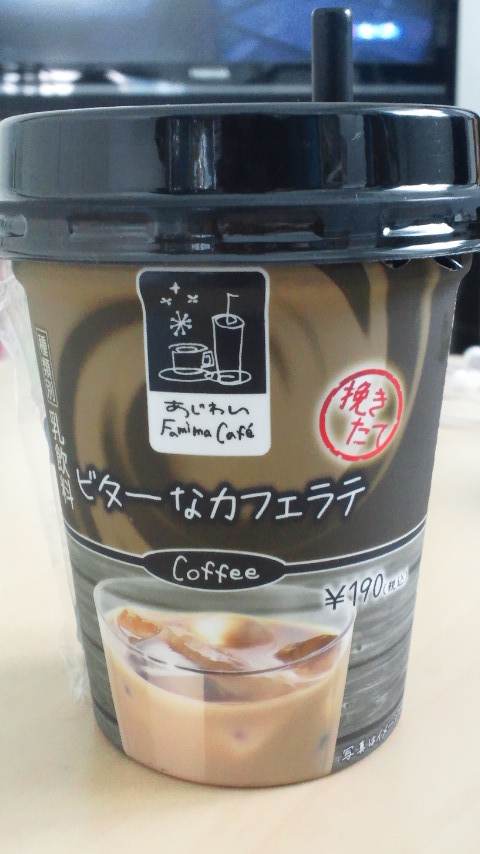 あじわい
Famima Café
挽き
たて
種類別 乳飲料
ビターなカフェラテ
Coffee
¥190(税込)
写真はイメージ